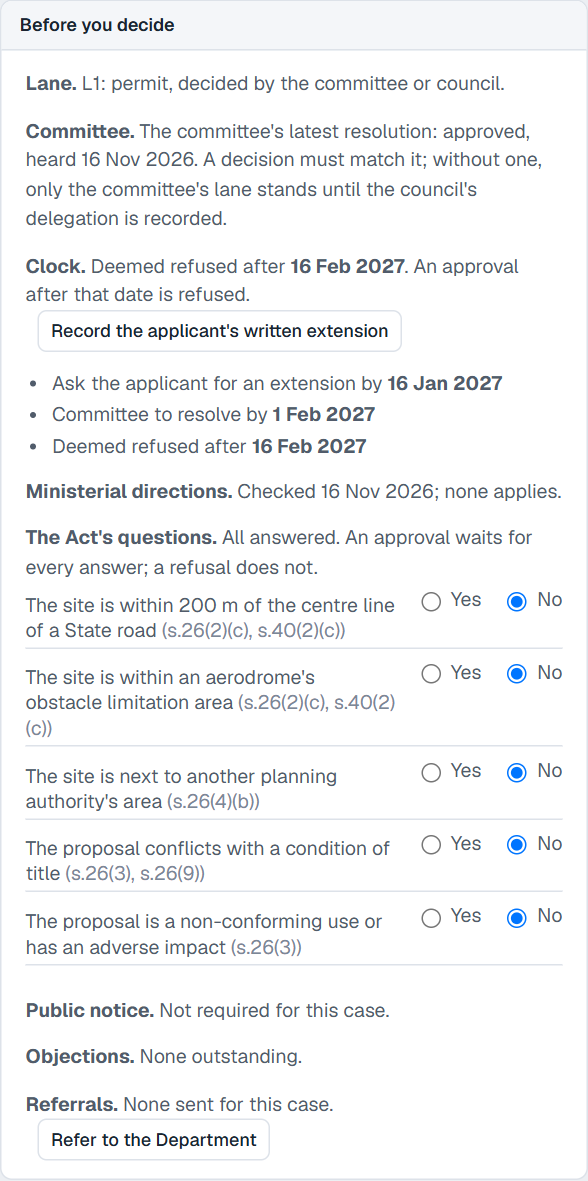 Before you decide
Lane. L1: permit, decided by the committee or council.
Committee. The committee's latest resolution: approved,
heard 16 Nov 2026. A decision must match it; without one,
only the committee's lane stands until the council's
delegation is recorded.
Clock. Deemed refused after 16 Feb 2027. An approval
after that date is refused.
Record the applicant's written extension
• Ask the applicant for an extension by 16 Jan 2027
• Committee to resolve by 1 Feb 2027
• Deemed refused after 16 Feb 2027
Ministerial directions. Checked 16 Nov 2026; none applies.
The Act's questions. All answered. An approval waits for
every answer; a refusal does not.
The site is within 200 m of the centre line Yes No
of a State road (s.26(2)(c), s.40(2)(c))
The site is within an aerodrome's Yes No
obstacle limitation area (s.26(2)(c), s.40(2)
(c))
The site is next to another planning Yes No
authority's area (s.26(4)(b))
The proposal conflicts with a condition of Yes No
title (s.26(3), s.26(9))
The proposal is a non-conforming use or Yes No
has an adverse impact (s.26(3))
Public notice. Not required for this case.
Objections. None outstanding.
Referrals. None sent for this case.
Refer to the Department